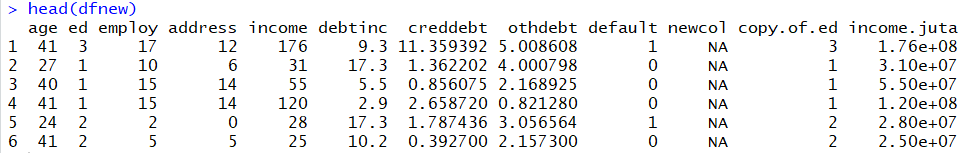 > head(dfnew)
age ed employ address income debtinc creddebt othdebt default newcol copy.of.ed income.juta
1 41 3 17 12 176 9.3 11.359392 5.008608 1 NA 3 1.76e+08
2 27 1 10 6 31 17.3 1.362202 4.000798 0 NA 1 3.10e+07
3 40 1 15 14 55 5.5 0.856075 2.168925 0 NA 1 5.50e+07
4 41 1 15 14 120 2.9 2.658720 0.821280 0 NA 1 1.20e+08
5 24 2 2 0 28 17.3 1.787436 3.056564 1 NA 2 2.80e+07
6 41 2 5 5 25 10.2 0.392700 2.157300 0 NA 2 2.50e+07